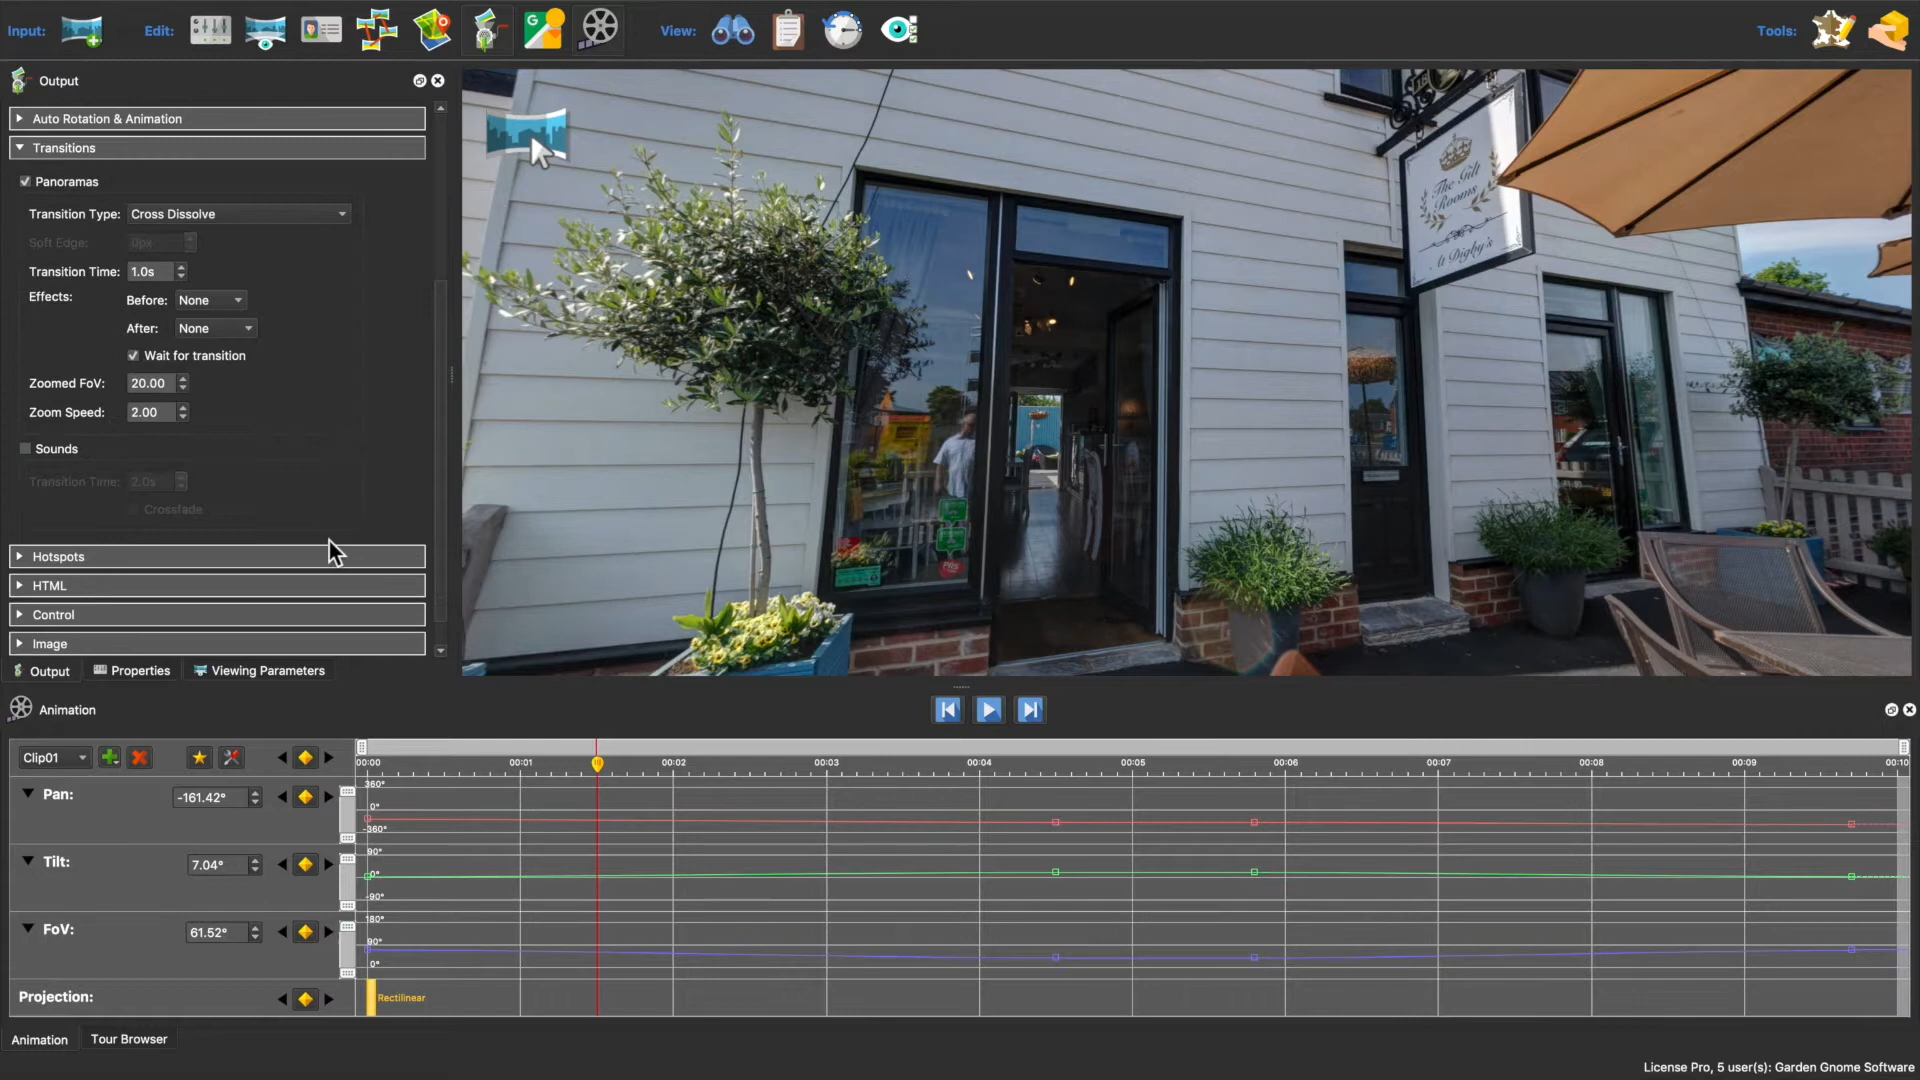 Input:
Edit:
View:
Tools:
Output
Auto Rotation & Animation
Transitions
Panoramas
Transition Type: Cross Dissolve
Soft Edge: 0px
Transition Time: 1.0s
Effects: Before: None
After: None
Wait for transition
Zoomed FoV: 20.00
Zoom Speed: 2.00
Sounds
Transition Time: 2.0s
Crossfade
Hotspots
HTML
Control
Image
Output Properties Viewing Parameters
The Gilt
Rooms
At Digby's
Animation
Clip01
00:00 00:01 00:02 00:03 00:04 00:05 00:06 00:07 00:08 00:09 00:10
Pan: -161.42°
360°
0°
-360°
Tilt: 7.04°
90°
0°
-90°
FoV: 61.52°
180°
90°
0°
Projection: Rectilinear
Animation Tour Browser
License Pro, 5 user(s): Garden Gnome Software